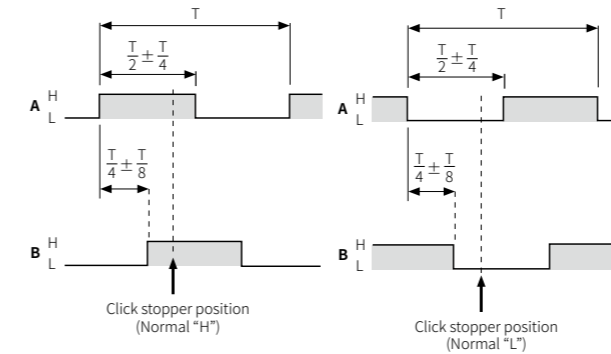 T
T/2 ± T/4
A H
L
T/4 ± T/8
B H
L
Click stopper position
(Normal “H”)
T
T/2 ± T/4
A H
L
T/4 ± T/8
B H
L
Click stopper position
(Normal “L”)